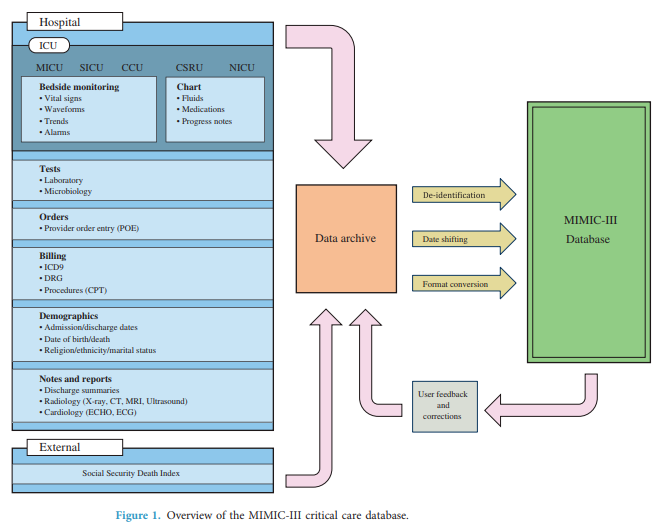 Hospital
ICU
MICU SICU CCU CSRU NICU
Bedside monitoring
• Vital signs
• Waveforms
• Trends
• Alarms
Chart
• Fluids
• Medications
• Progress notes
Tests
• Laboratory
• Microbiology
Orders
• Provider order entry (POE)
Billing
• ICD9
• DRG
• Procedures (CPT)
Demographics
• Admission/discharge dates
• Date of birth/death
• Religion/ethnicity/marital status
Notes and reports
• Discharge summaries
• Radiology (X-ray, CT, MRI, Ultrasound)
• Cardiology (ECHO, ECG)
External
Social Security Death Index
Data archive
De-identification
Date shifting
Format conversion
MIMIC-III
Database
User feedback
and
corrections
Figure 1. Overview of the MIMIC-III critical care database.